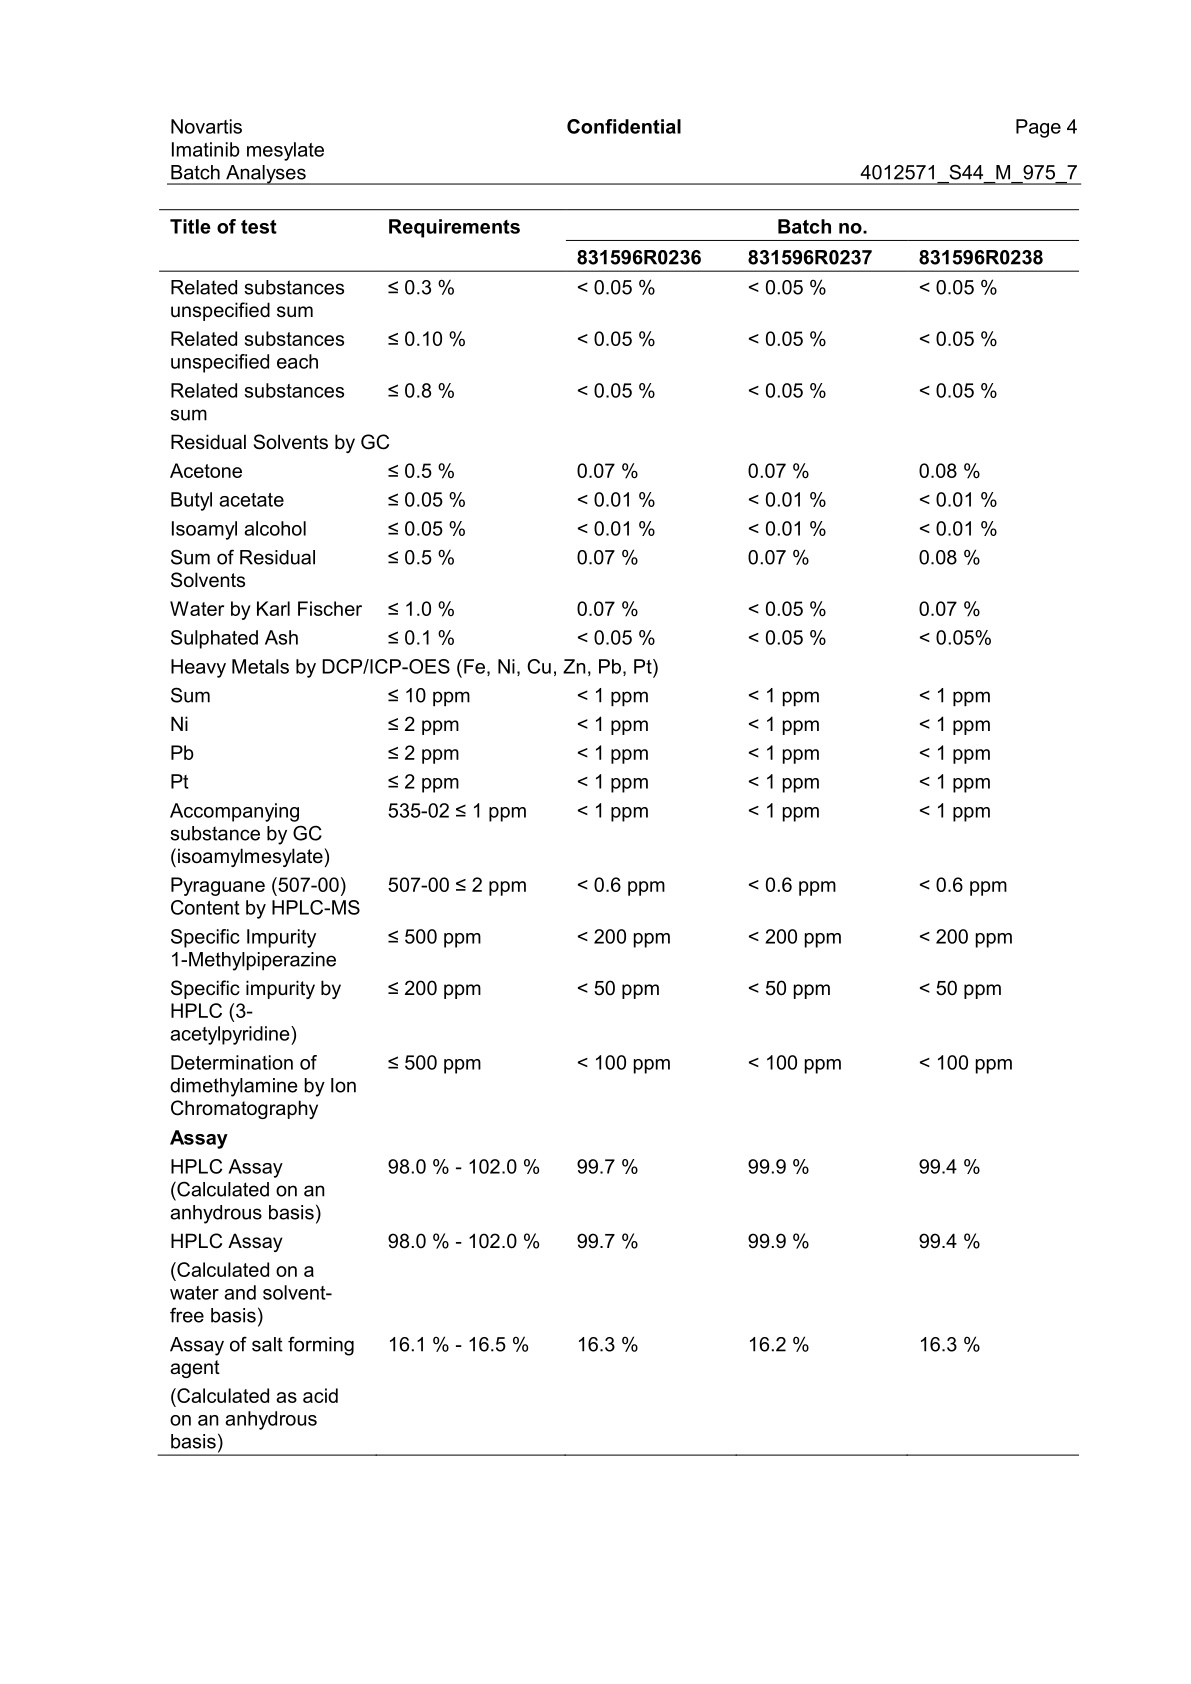 Novartis Confidential Page 4
Imatinib mesylate
Batch Analyses 4012571_S44_M_975_7
Title of test Requirements Batch no.
831596R0236 831596R0237 831596R0238
Related substances ≤ 0.3 % < 0.05 % < 0.05 % < 0.05 %
unspecified sum
Related substances ≤ 0.10 % < 0.05 % < 0.05 % < 0.05 %
unspecified each
Related substances ≤ 0.8 % < 0.05 % < 0.05 % < 0.05 %
sum
Residual Solvents by GC
Acetone ≤ 0.5 % 0.07 % 0.07 % 0.08 %
Butyl acetate ≤ 0.05 % < 0.01 % < 0.01 % < 0.01 %
Isoamyl alcohol ≤ 0.05 % < 0.01 % < 0.01 % < 0.01 %
Sum of Residual ≤ 0.5 % 0.07 % 0.07 % 0.08 %
Solvents
Water by Karl Fischer ≤ 1.0 % 0.07 % < 0.05 % 0.07 %
Sulphated Ash ≤ 0.1 % < 0.05 % < 0.05 % < 0.05%
Heavy Metals by DCP/ICP-OES (Fe, Ni, Cu, Zn, Pb, Pt)
Sum ≤ 10 ppm < 1 ppm < 1 ppm < 1 ppm
Ni ≤ 2 ppm < 1 ppm < 1 ppm < 1 ppm
Pb ≤ 2 ppm < 1 ppm < 1 ppm < 1 ppm
Pt ≤ 2 ppm < 1 ppm < 1 ppm < 1 ppm
Accompanying 535-02 ≤ 1 ppm < 1 ppm < 1 ppm < 1 ppm
substance by GC
(isoamylmesylate)
Pyraguane (507-00) 507-00 ≤ 2 ppm < 0.6 ppm < 0.6 ppm < 0.6 ppm
Content by HPLC-MS
Specific Impurity ≤ 500 ppm < 200 ppm < 200 ppm < 200 ppm
1-Methylpiperazine
Specific impurity by ≤ 200 ppm < 50 ppm < 50 ppm < 50 ppm
HPLC (3-
acetylpyridine)
Determination of ≤ 500 ppm < 100 ppm < 100 ppm < 100 ppm
dimethylamine by Ion
Chromatography
Assay
HPLC Assay 98.0 % - 102.0 % 99.7 % 99.9 % 99.4 %
(Calculated on an
anhydrous basis)
HPLC Assay 98.0 % - 102.0 % 99.7 % 99.9 % 99.4 %
(Calculated on a
water and solvent-
free basis)
Assay of salt forming 16.1 % - 16.5 % 16.3 % 16.2 % 16.3 %
agent
(Calculated as acid
on an anhydrous
basis)